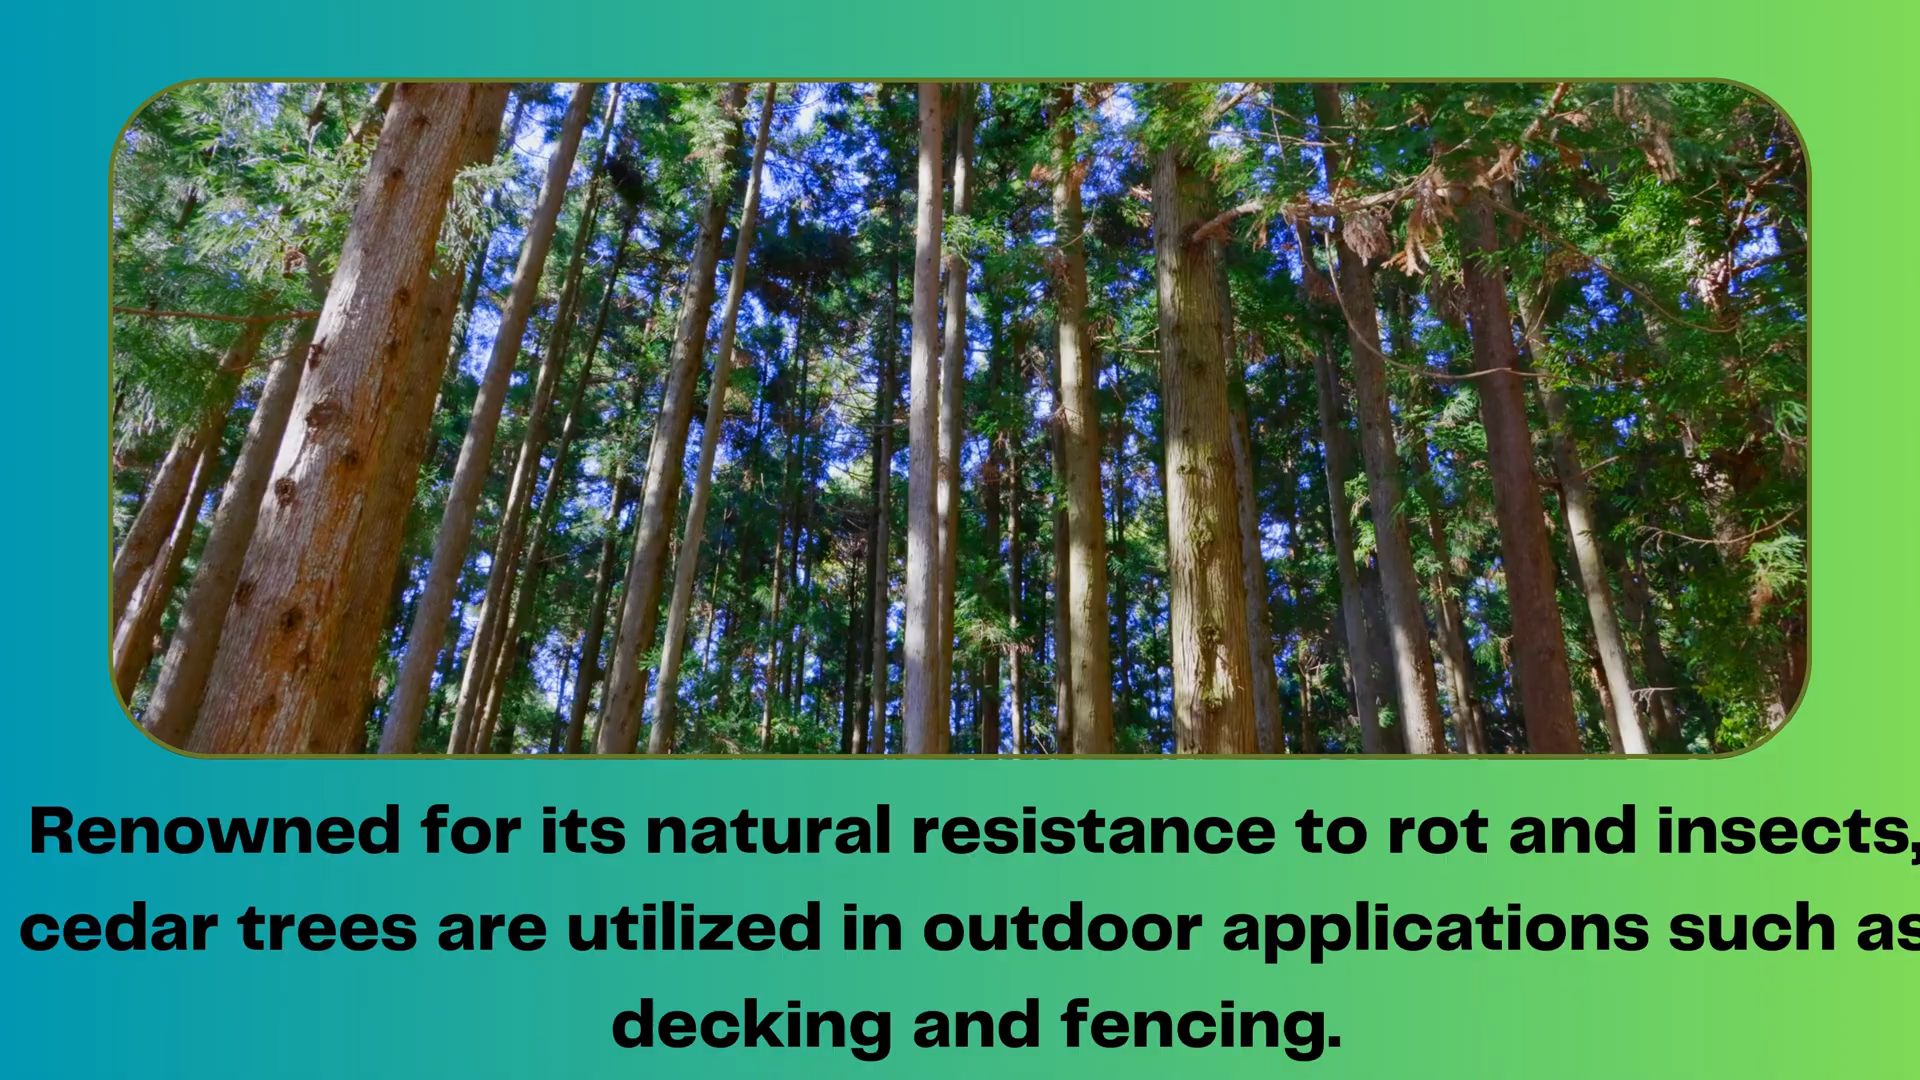 Renowned for its natural resistance to rot and insects,
cedar trees are utilized in outdoor applications such as
decking and fencing.